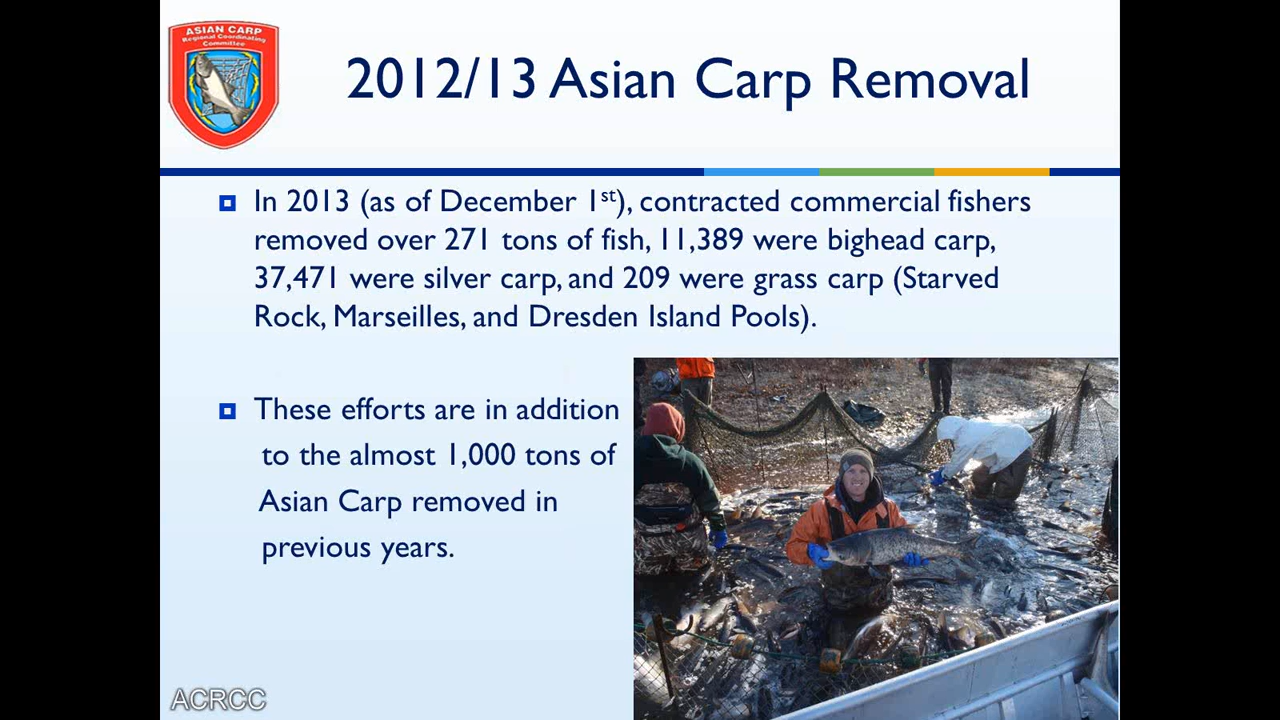 ASIAN CARP
Regional Coordinating
Committee
2012/13 Asian Carp Removal
In 2013 (as of December 1st), contracted commercial fishers
removed over 271 tons of fish, 11,389 were bighead carp,
37,471 were silver carp, and 209 were grass carp (Starved
Rock, Marseilles, and Dresden Island Pools).
These efforts are in addition
to the almost 1,000 tons of
Asian Carp removed in
previous years.
ACRCC